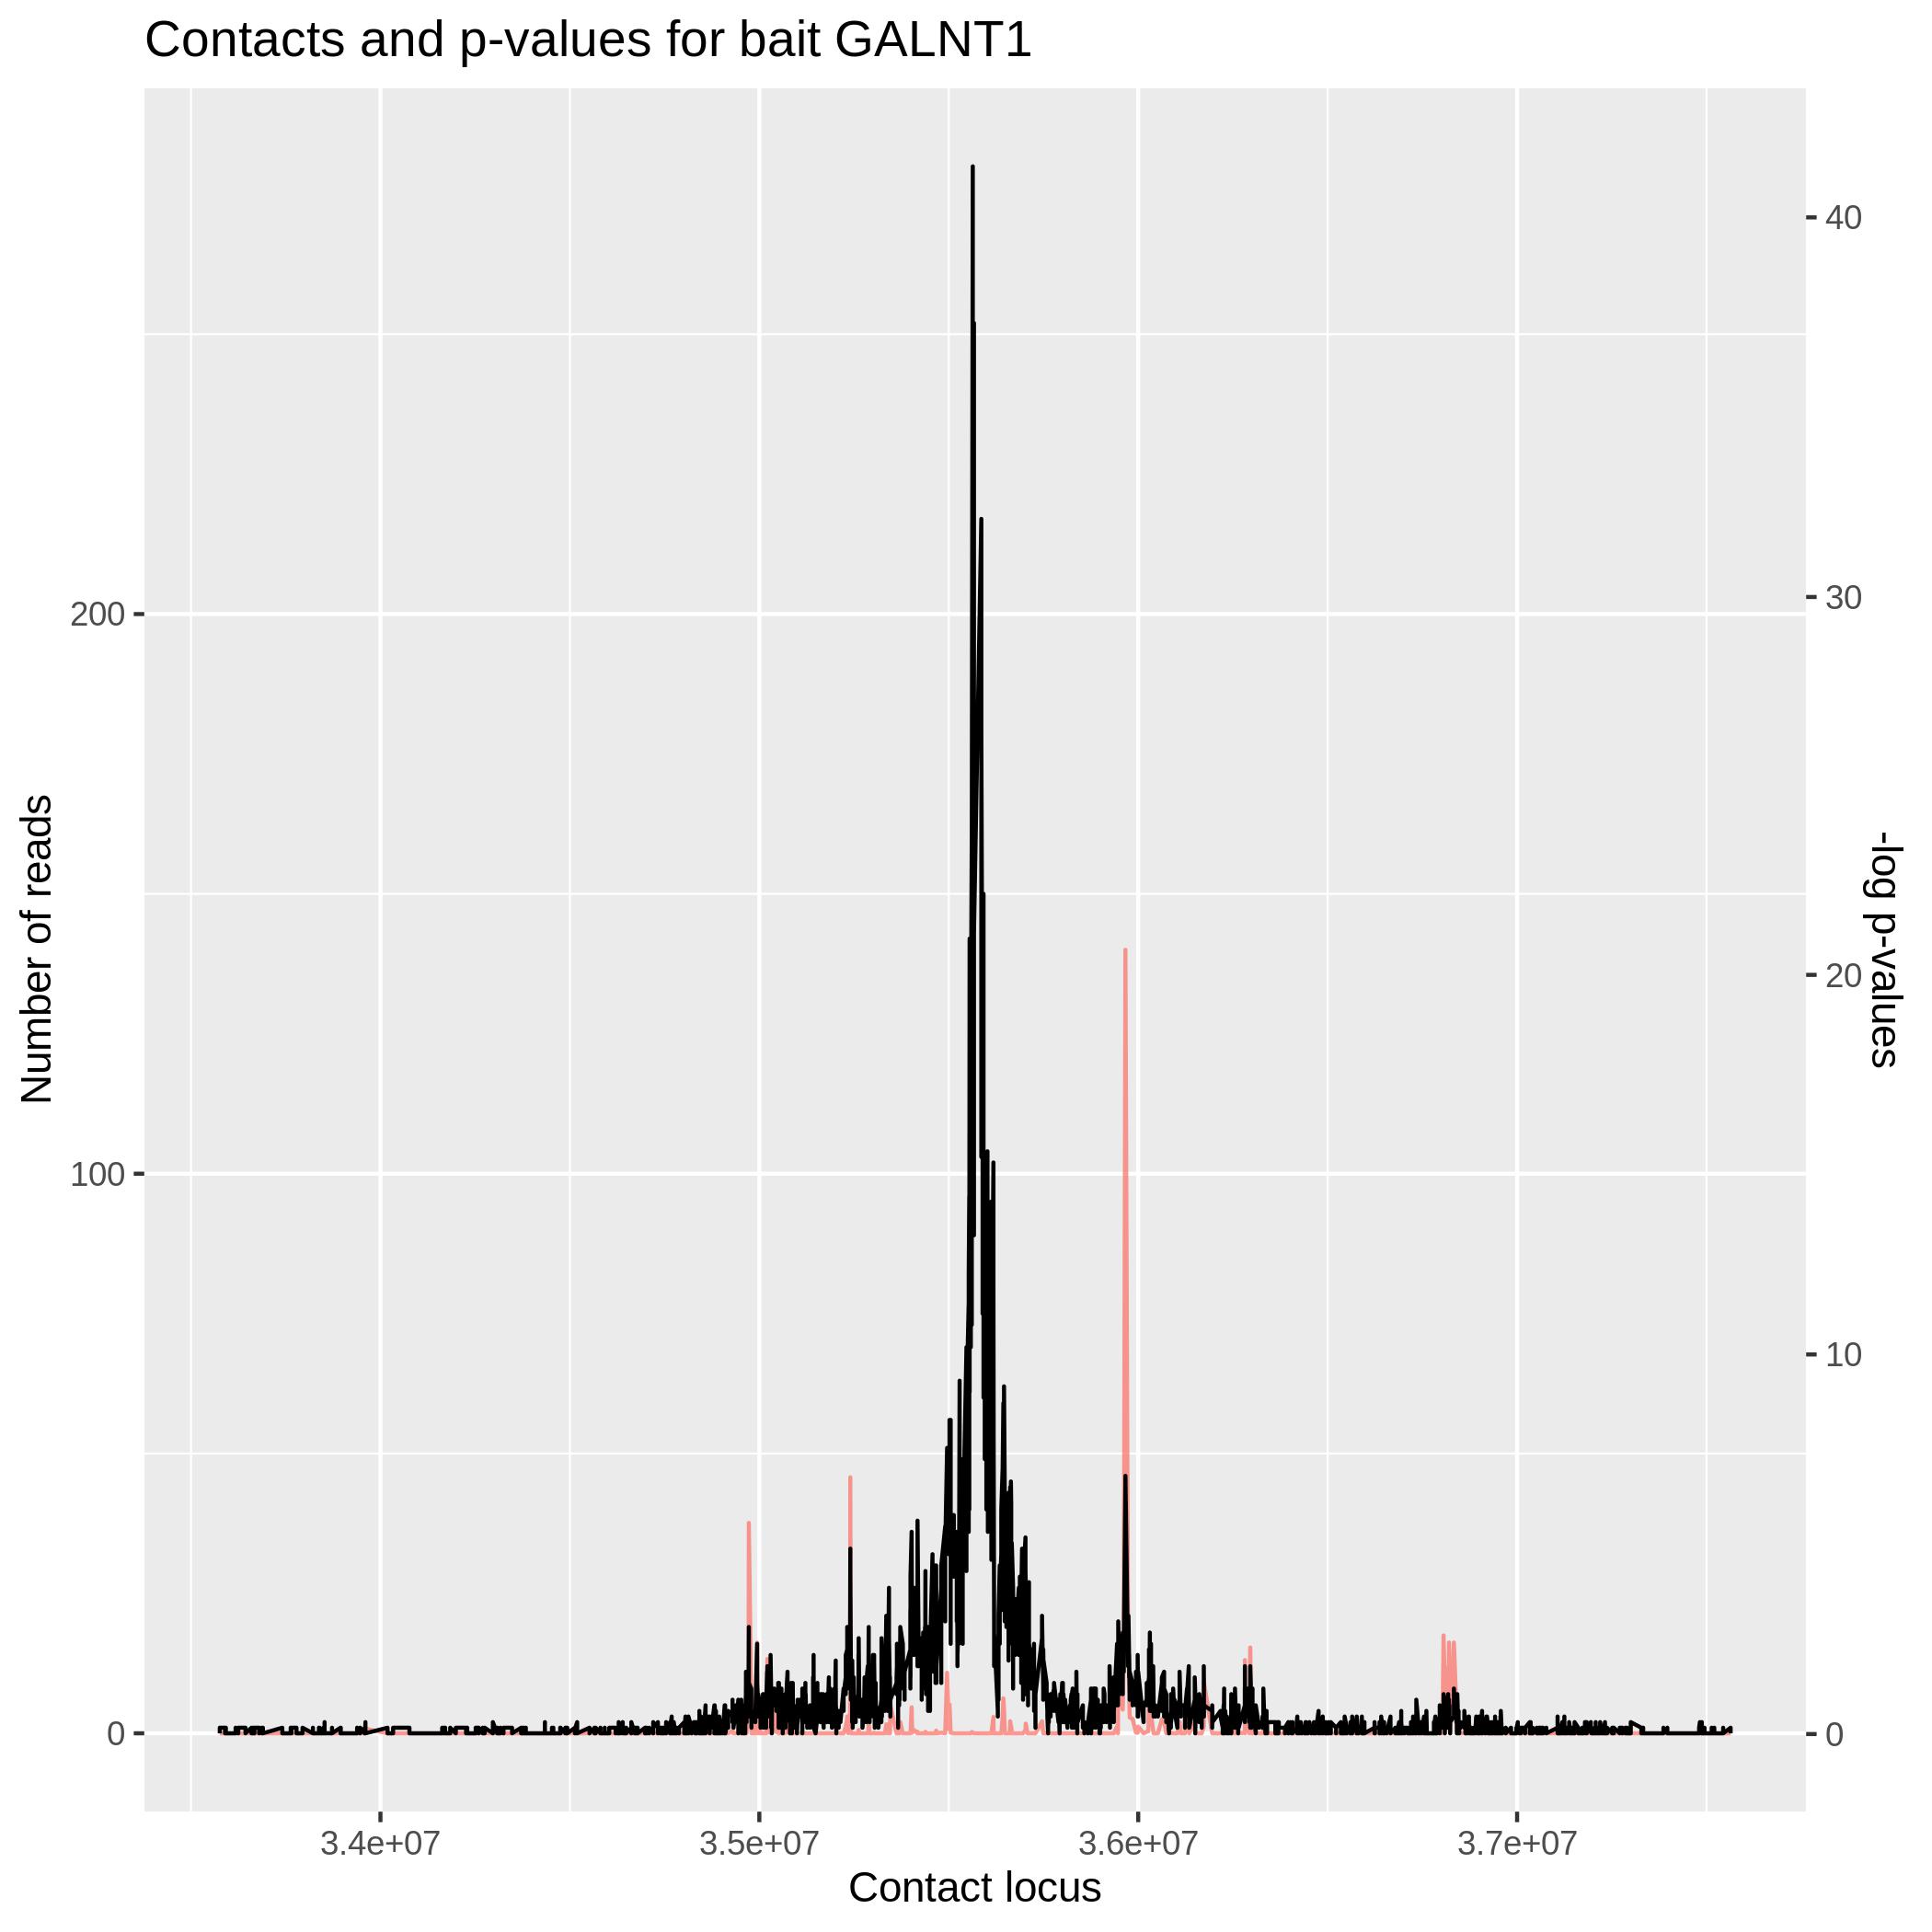 Contacts and p-values for bait GALNT1
Number of reads
200
100
0
40
30
20
10
0
-log p-values
3.4e+07
3.5e+07
3.6e+07
3.7e+07
Contact locus